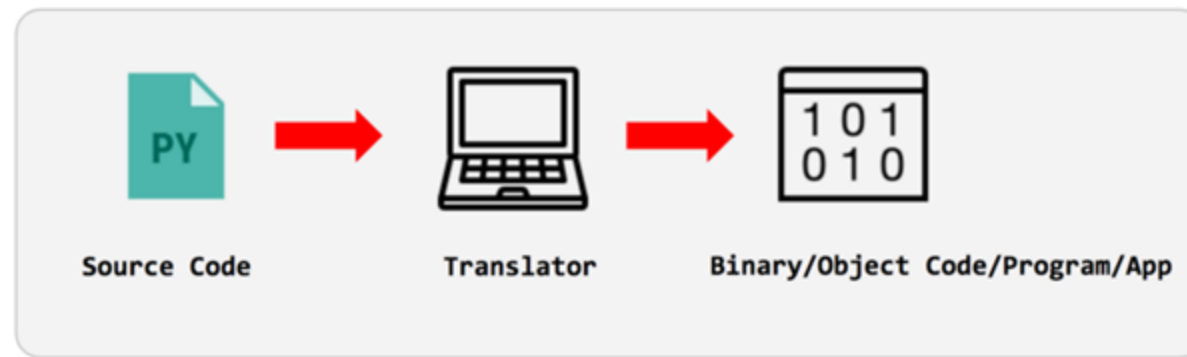 PY
1 0 1
0 1 0
Source Code
Translator
Binary/Object Code/Program/App